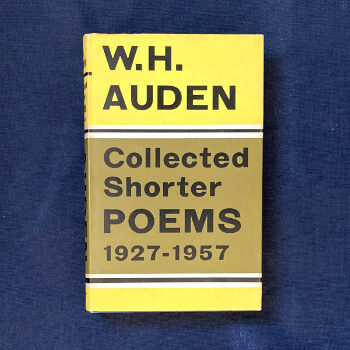 W.H.
AUDEN
Collected
Shorter
POEMS
1927-1957